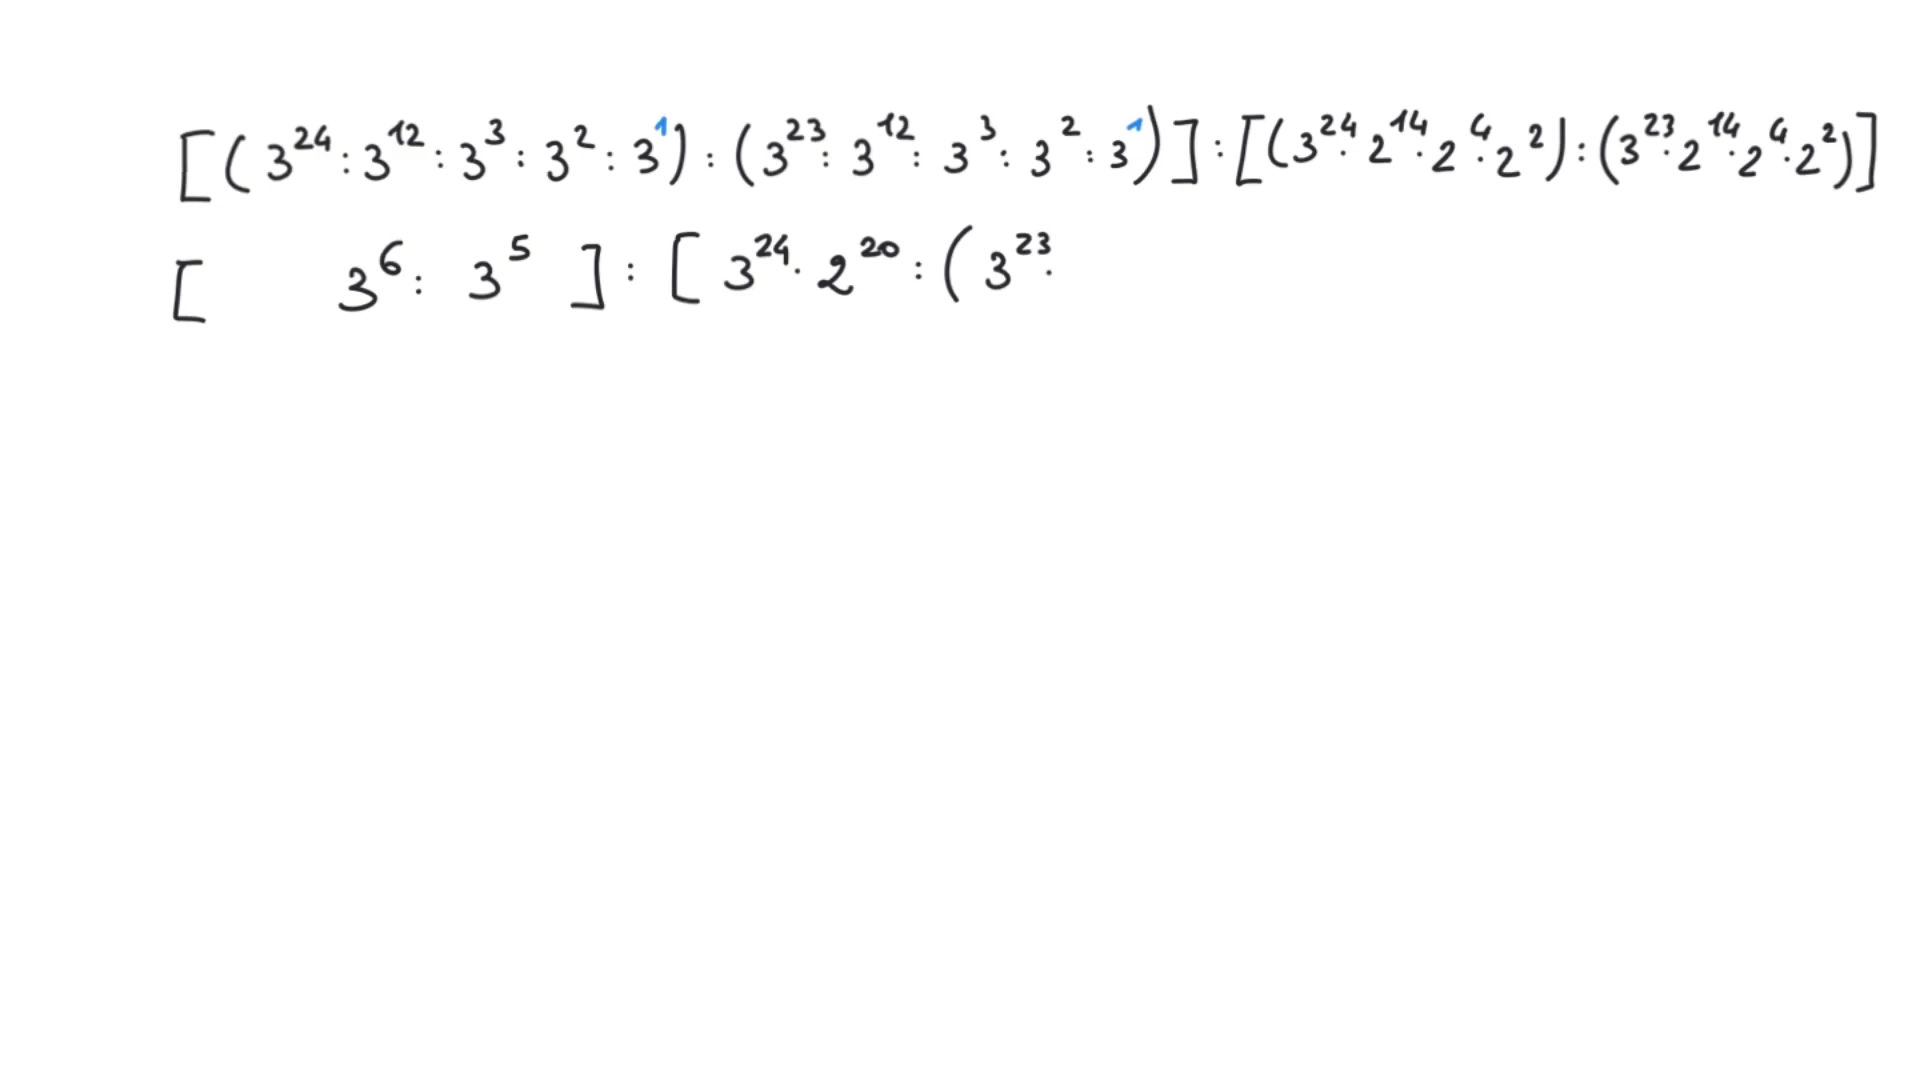 [(3^24 : 3^12 : 3^3 : 3^2 : 3^1) : (3^23 : 3^12 : 3^3 : 3^2 : 3^1)] : [(3^24 · 2^14 · 2^4 · 2^2) : (3^23 · 2^14 · 2^4 · 2^2)]
[ 3^6 : 3^5 ] : [ 3^24 · 2^20 : (3^23 ·